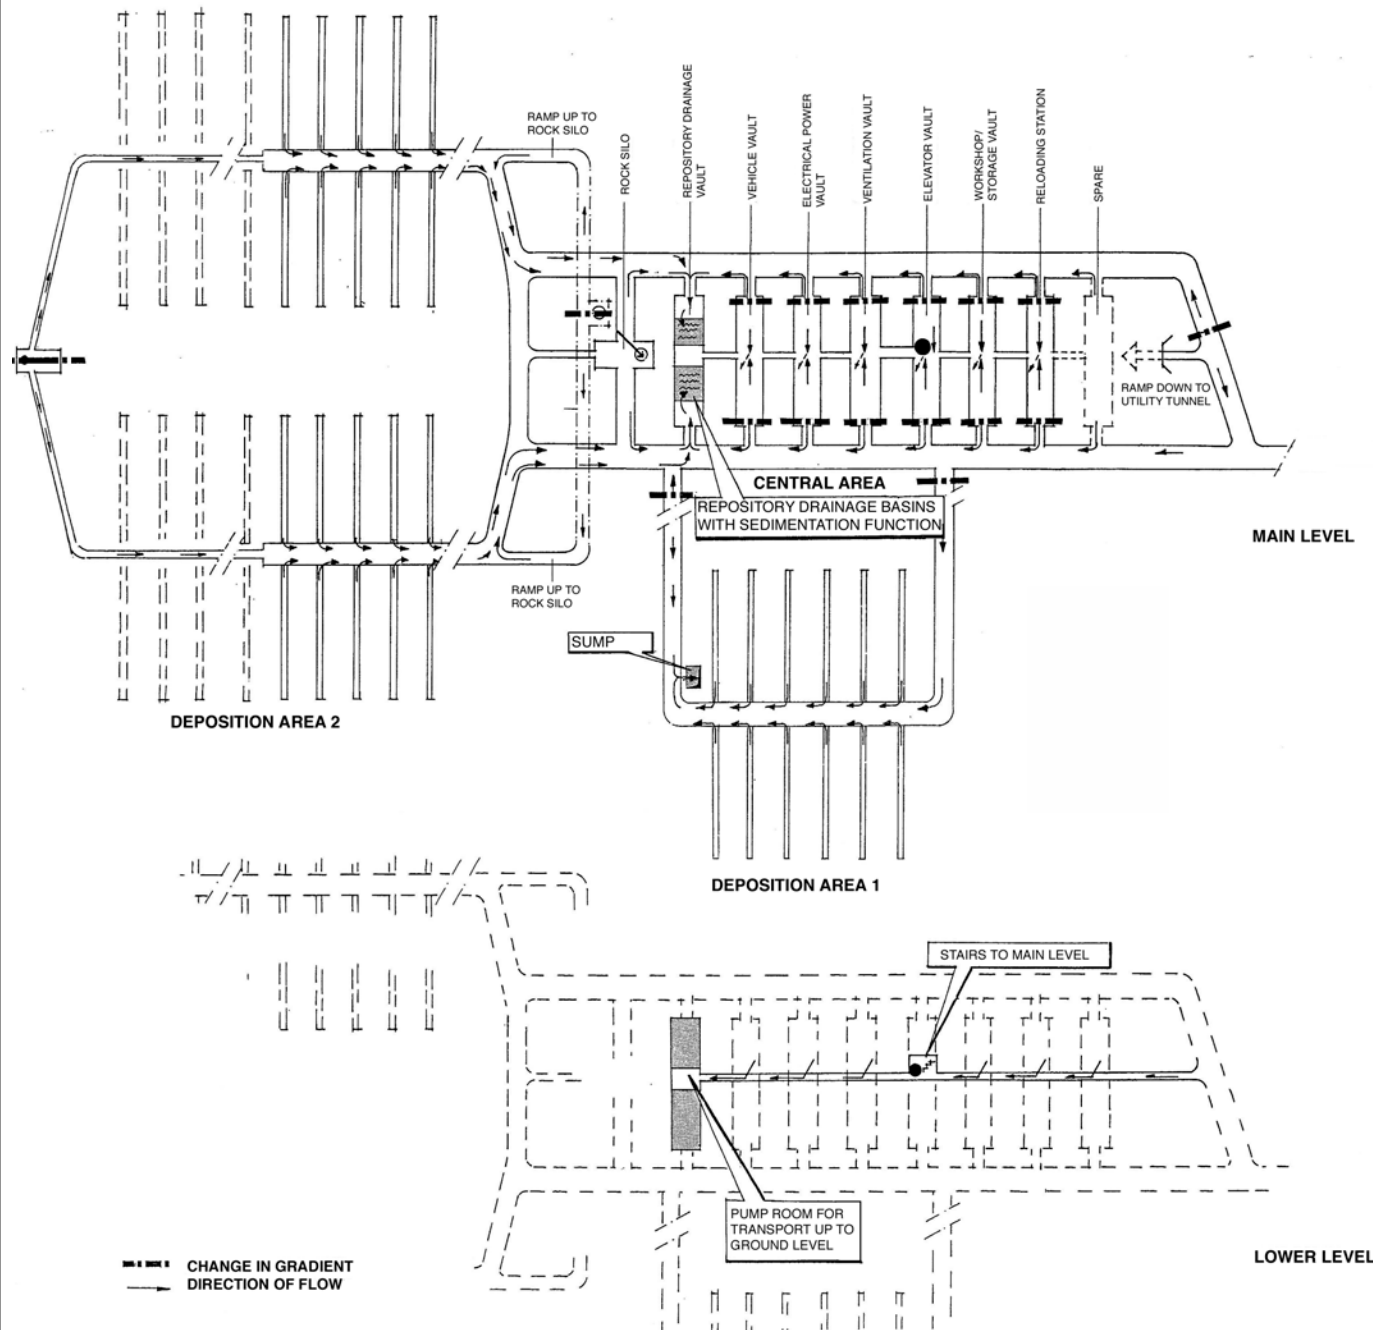 RAMP UP TO
ROCK SILO
ROCK SILO
REPOSITORY DRAINAGE
VAULT
VEHICLE VAULT
ELECTRICAL POWER
VAULT
VENTILATION VAULT
ELEVATOR VAULT
WORKSHOP/
STORAGE VAULT
RELOADING STATION
SPARE
RAMP DOWN TO
UTILITY TUNNEL
CENTRAL AREA
REPOSITORY DRAINAGE BASINS
WITH SEDIMENTATION FUNCTION
MAIN LEVEL
RAMP UP TO
ROCK SILO
SUMP
DEPOSITION AREA 2
DEPOSITION AREA 1
STAIRS TO MAIN LEVEL
PUMP ROOM FOR
TRANSPORT UP TO
GROUND LEVEL
LOWER LEVEL
CHANGE IN GRADIENT
DIRECTION OF FLOW